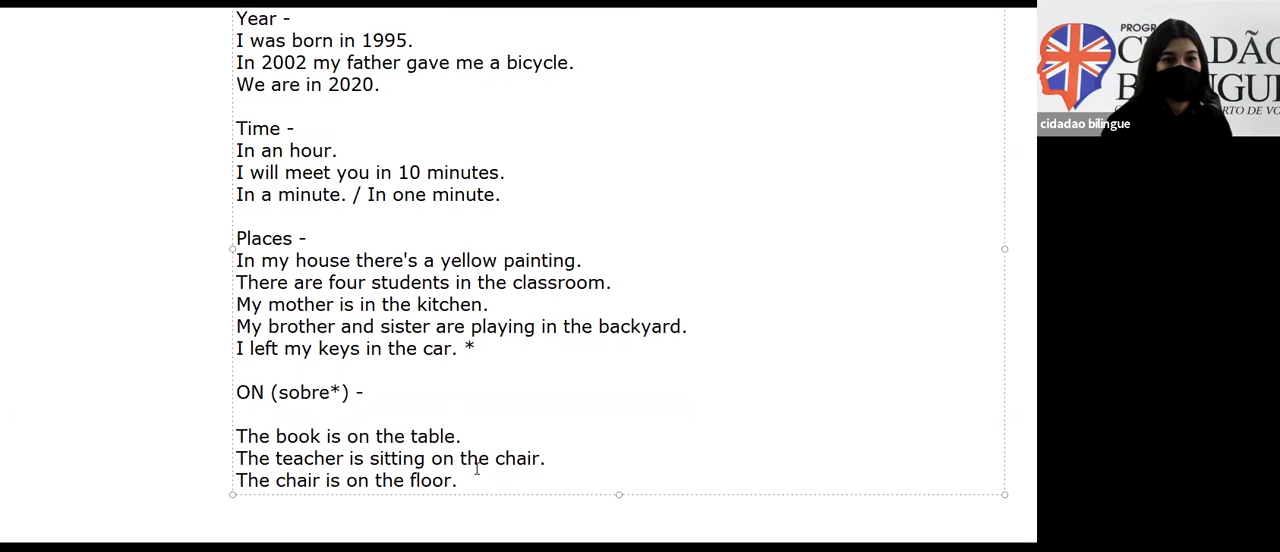 Year -
I was born in 1995.
In 2002 my father gave me a bicycle.
We are in 2020.
Time -
In an hour.
I will meet you in 10 minutes.
In a minute. / In one minute.
Places -
In my house there's a yellow painting.
There are four students in the classroom.
My mother is in the kitchen.
My brother and sister are playing in the backyard.
I left my keys in the car. *
ON (sobre*) -
The book is on the table.
The teacher is sitting on the chair.
The chair is on the floor.
cidadao bilingue